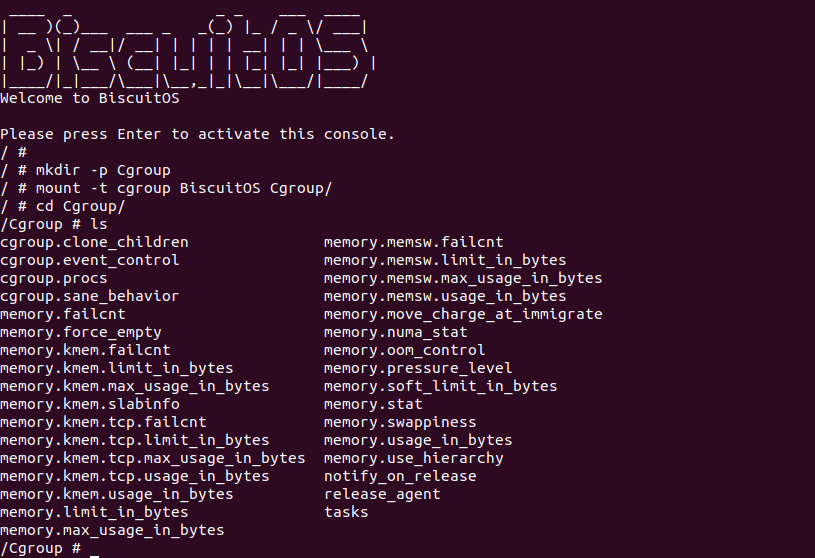 ____  _                _ _    ___  ____
| __ )(_)___  ___ _   _(_) |_ / _ \/ ___|
|  _ \| / __|/ __| | | | | __| | | \___ \
| |_) | \__ \ (__| |_| | | |_| |_| |___) |
|____/|_|___/\___|\__,_|_|\__|\___/|____/
Welcome to BiscuitOS
Please press Enter to activate this console.
/ #
/ # mkdir -p Cgroup
/ # mount -t cgroup BiscuitOS Cgroup/
/ # cd Cgroup/
/Cgroup # ls
cgroup.clone_children                memory.memsw.failcnt
cgroup.event_control                 memory.memsw.limit_in_bytes
cgroup.procs                         memory.memsw.max_usage_in_bytes
cgroup.sane_behavior                 memory.memsw.usage_in_bytes
memory.failcnt                       memory.move_charge_at_immigrate
memory.force_empty                   memory.numa_stat
memory.kmem.failcnt                  memory.oom_control
memory.kmem.limit_in_bytes           memory.pressure_level
memory.kmem.max_usage_in_bytes       memory.soft_limit_in_bytes
memory.kmem.slabinfo                 memory.stat
memory.kmem.tcp.failcnt              memory.swappiness
memory.kmem.tcp.limit_in_bytes       memory.usage_in_bytes
memory.kmem.tcp.max_usage_in_bytes   memory.use_hierarchy
memory.kmem.tcp.usage_in_bytes       notify_on_release
memory.kmem.usage_in_bytes           release_agent
memory.limit_in_bytes                tasks
memory.max_usage_in_bytes
/Cgroup #